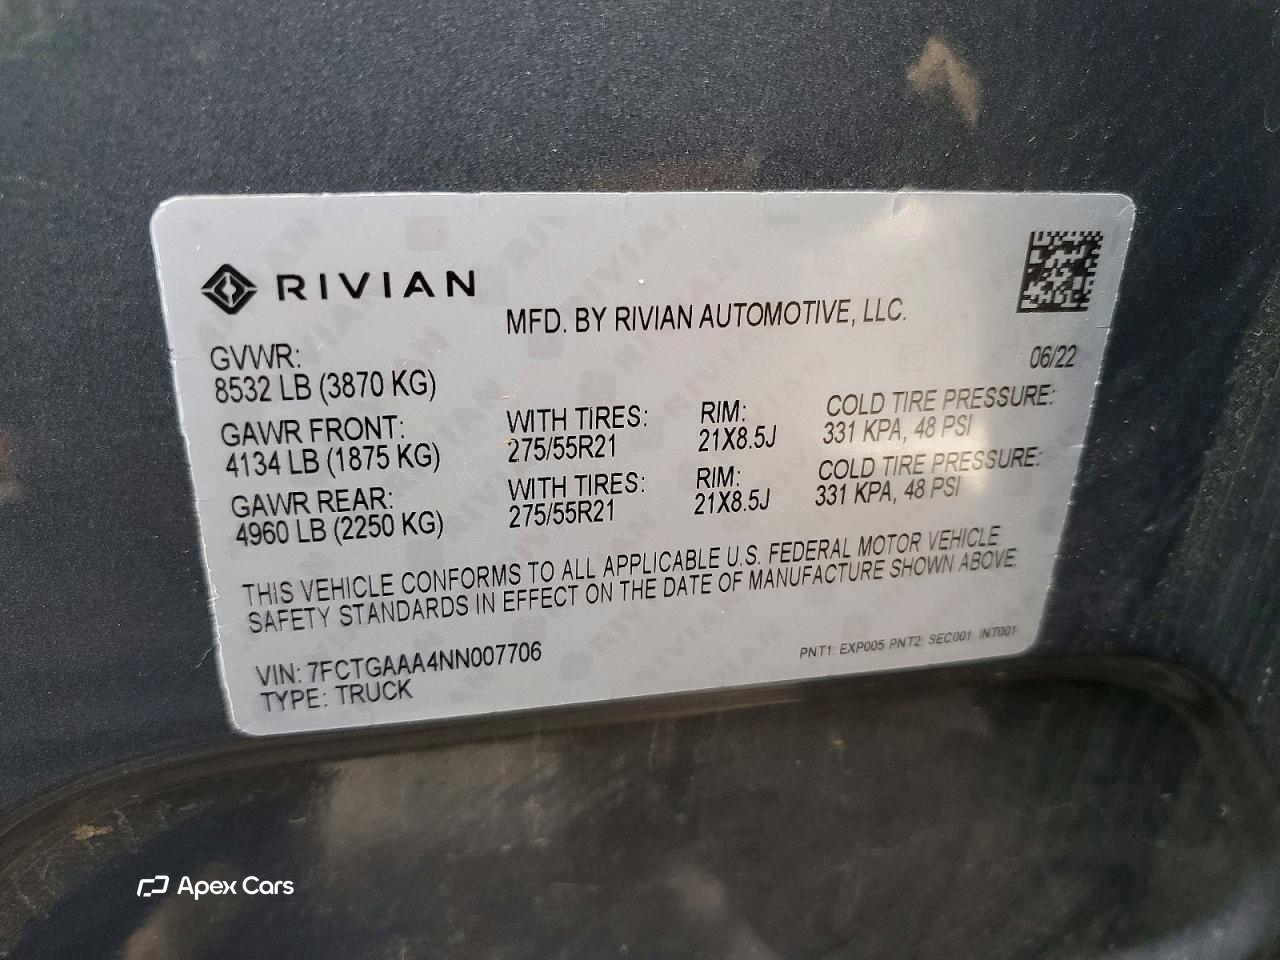 RIVIAN
MFD. BY RIVIAN AUTOMOTIVE, LLC.
06/22
GVWR:
8532 LB (3870 KG)
GAWR FRONT: WITH TIRES: RIM: COLD TIRE PRESSURE:
4134 LB (1875 KG) 275/55R21 21X8.5J 331 KPA, 48 PSI
GAWR REAR: WITH TIRES: RIM: COLD TIRE PRESSURE:
4960 LB (2250 KG) 275/55R21 21X8.5J 331 KPA, 48 PSI
THIS VEHICLE CONFORMS TO ALL APPLICABLE U.S. FEDERAL MOTOR VEHICLE
SAFETY STANDARDS IN EFFECT ON THE DATE OF MANUFACTURE SHOWN ABOVE.
VIN: 7FCTGAAA4NN007706
TYPE: TRUCK
PNT1: EXP005 PNT2: SEC001 INT001
Apex Cars